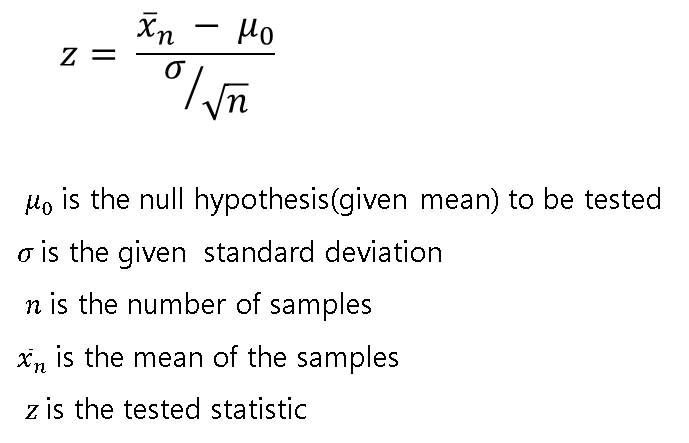 z = (x̄ₙ − μ₀) / (σ/√n)
μ₀ is the null hypothesis(given mean) to be tested
σ is the given standard deviation
n is the number of samples
x̄ₙ is the mean of the samples
z is the tested statistic